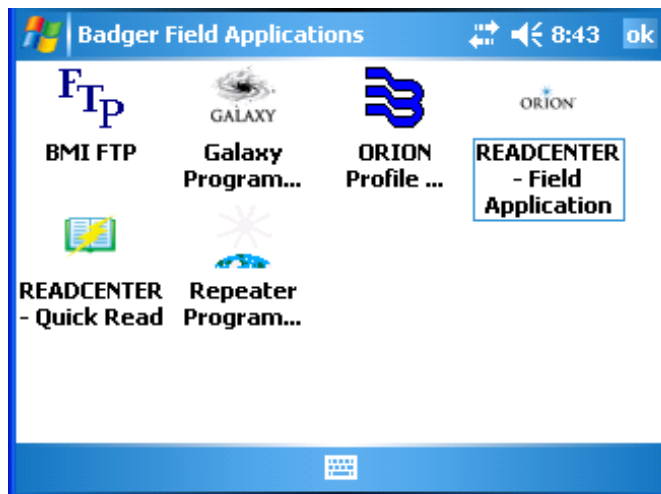 Badger Field Applications 8:43 ok
FTP GALAXY ORION
BMI FTP Galaxy ORION READCENTER
Program... Profile ... - Field
Application
READCENTER Repeater
- Quick Read Program...